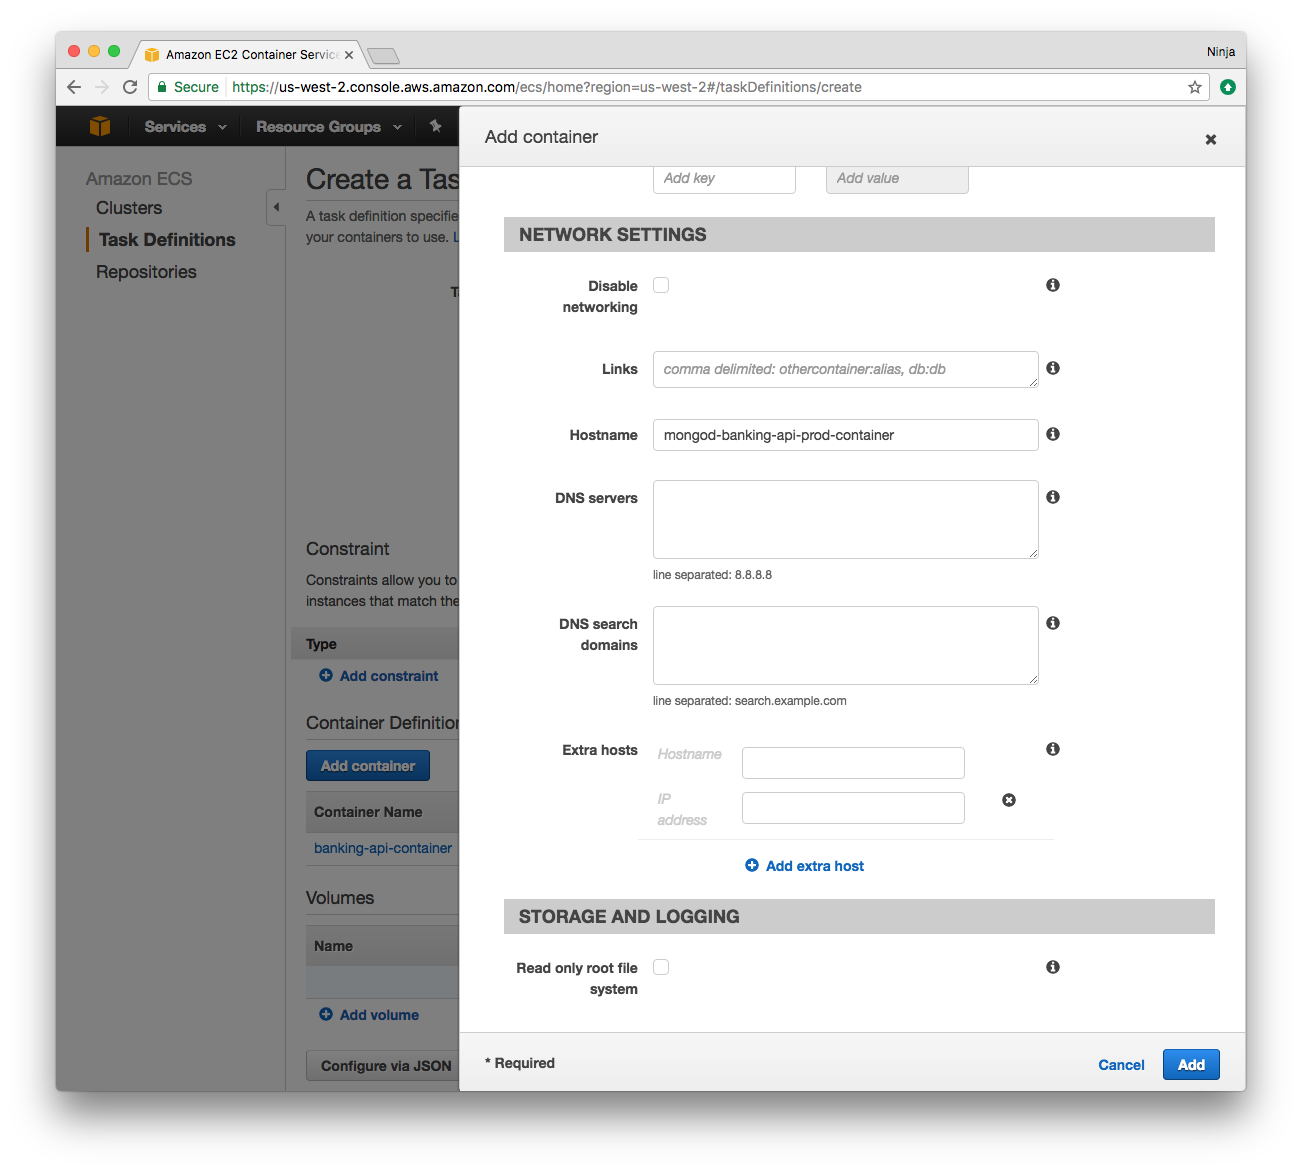 Amazon EC2 Container Servic
Ninja
Secure
https://us-west-2.console.aws.amazon.com/ecs/home?region=us-west-2#/taskDefinitions/create
Services
Resource Groups
Amazon ECS
Clusters
Task Definitions
Repositories
Create a Tas
A task definition specifie
your containers to use. L
T
Constraint
Constraints allow you to
instances that match the
Type
Add constraint
Container Definition
Add container
Container Name
banking-api-container
Volumes
Name
Add volume
Configure via JSON
Add container
Add key
Add value
NETWORK SETTINGS
Disable
networking
Links
comma delimited: othercontainer:alias, db:db
Hostname
mongod-banking-api-prod-container
DNS servers
line separated: 8.8.8.8
DNS search
domains
line separated: search.example.com
Extra hosts
Hostname
IP
address
Add extra host
STORAGE AND LOGGING
Read only root file
system
* Required
Cancel
Add